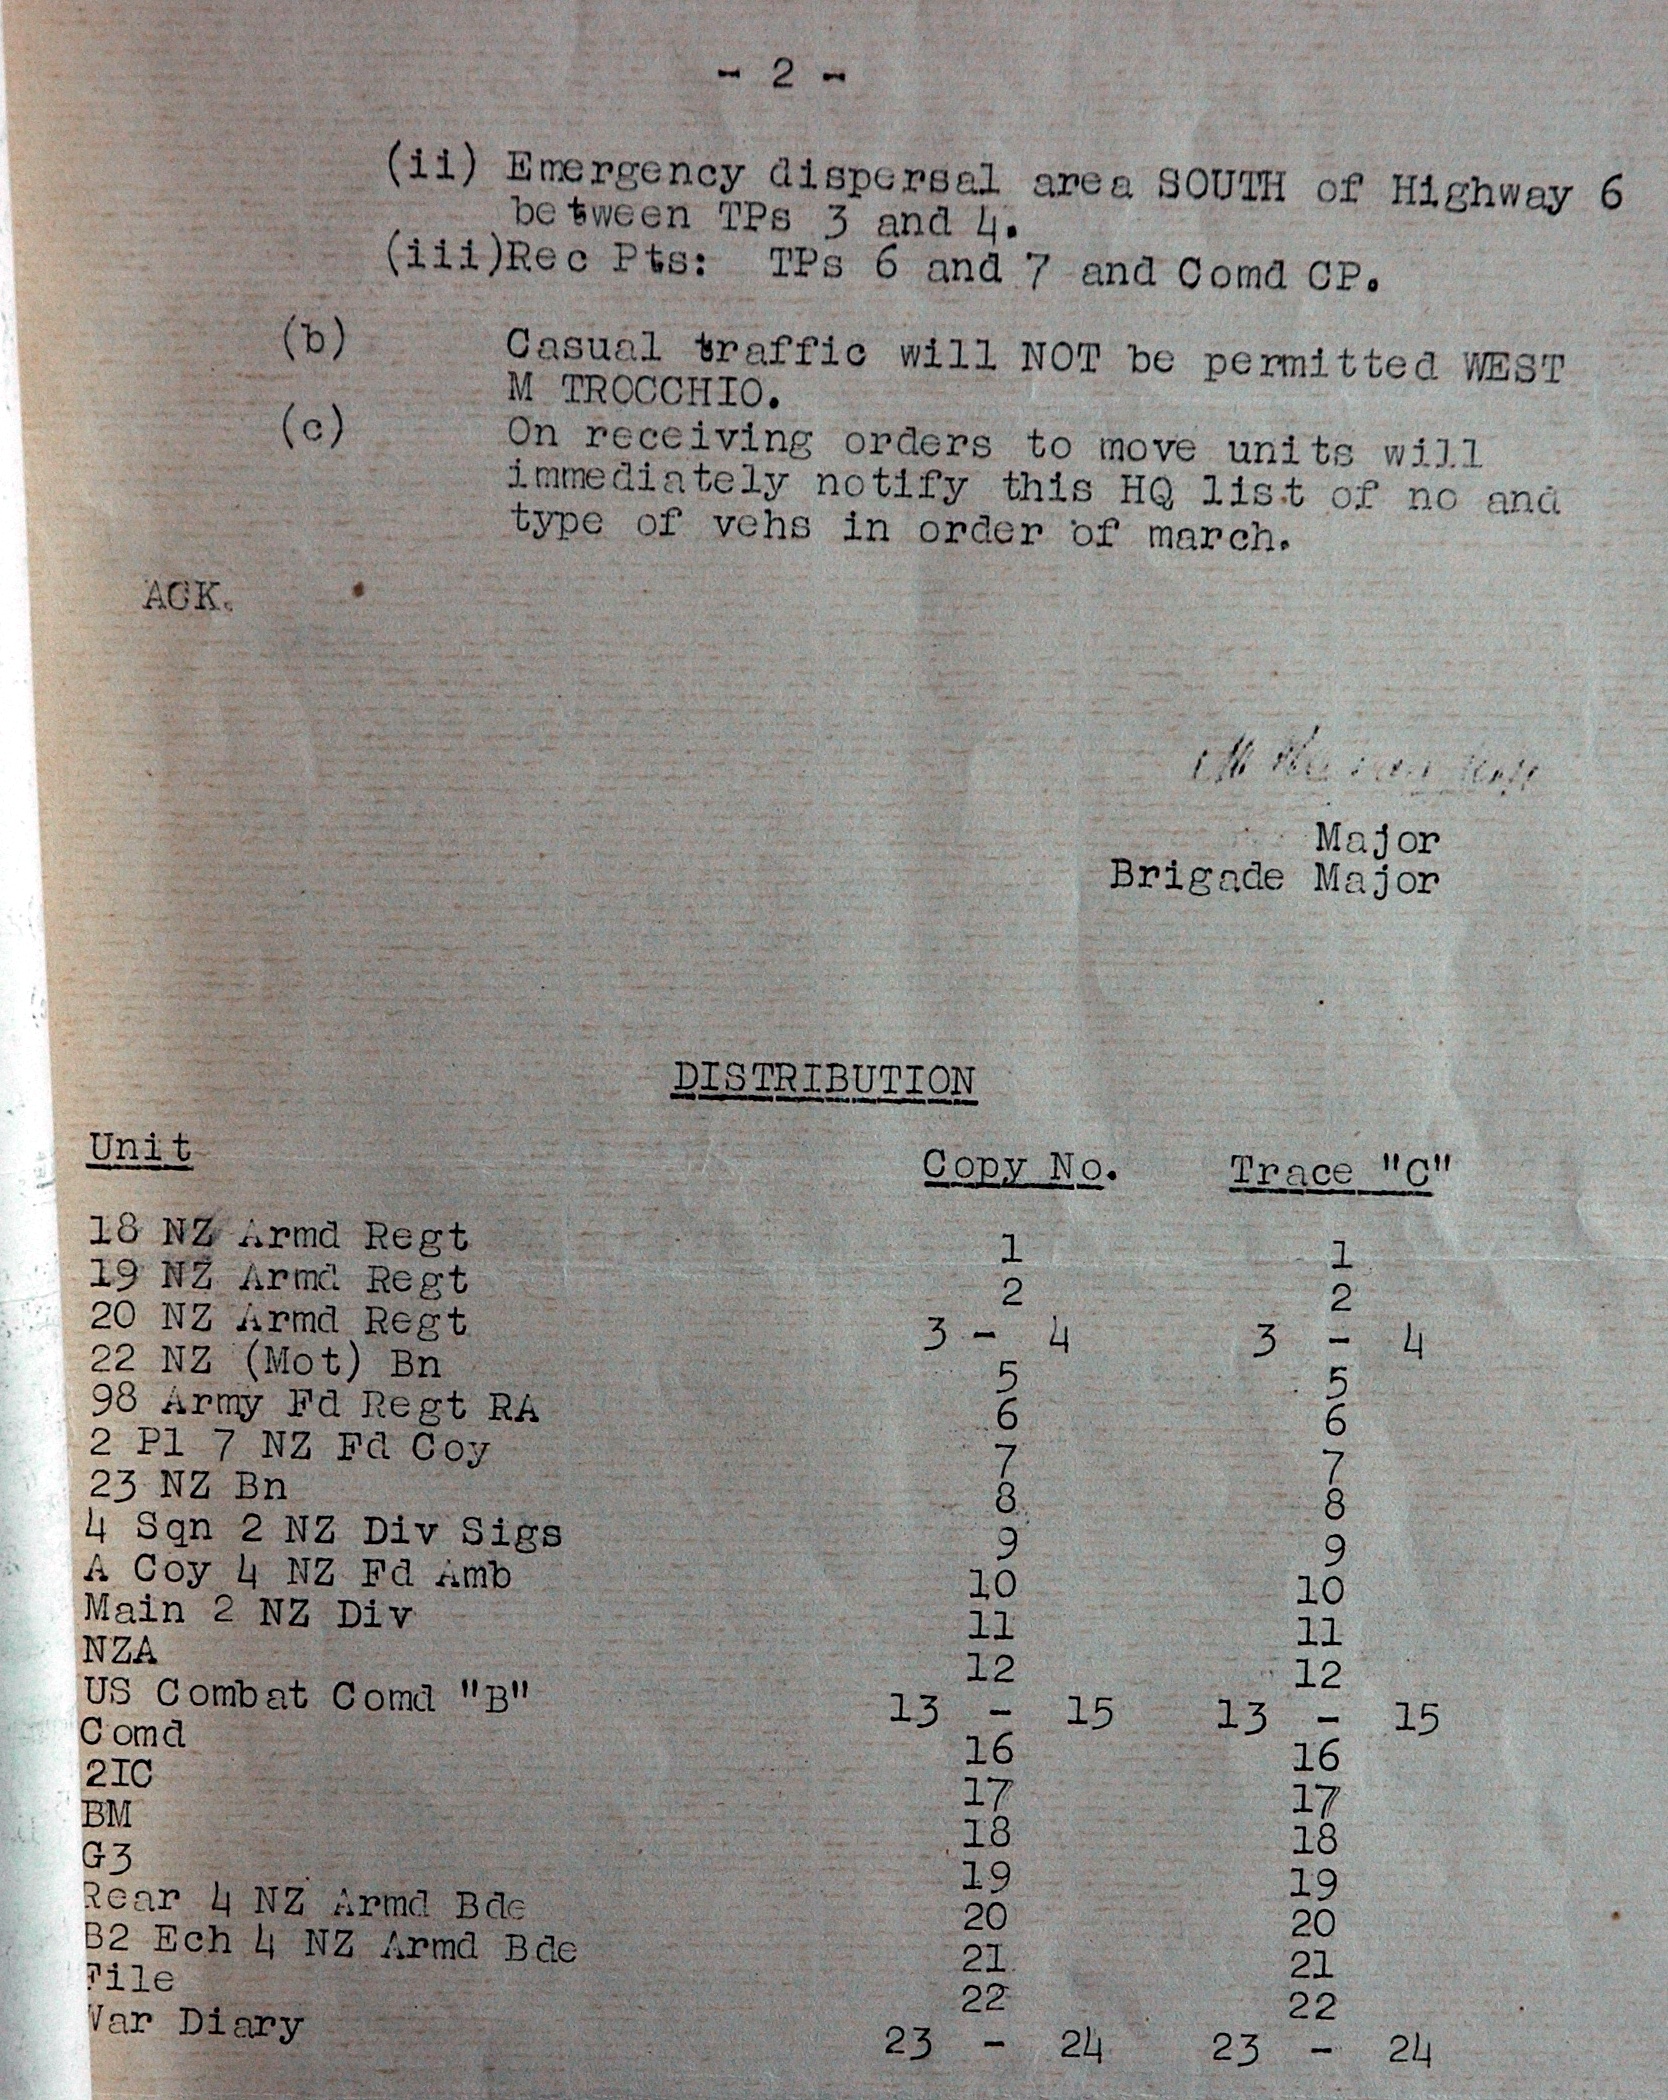 - 2 -
(ii) Emergency dispersal area SOUTH of Highway 6
between TPs 3 and 4.
(iii)Rec Pts: TPs 6 and 7 and Comd CP.
(b) Casual traffic will NOT be permitted WEST
M TROCCHIO.
(c) On receiving orders to move units will
immediately notify this HQ list of no and
type of vehs in order of march.
ACK.
Major
Brigade Major
DISTRIBUTION
Unit Copy No. Trace "C"
18 NZ Armd Regt 1 1
19 NZ Armd Regt 2 2
20 NZ Armd Regt 3 - 4 3 - 4
22 NZ (Mot) Bn 5 5
98 Army Fd Regt RA 6 6
2 Pl 7 NZ Fd Coy 7 7
23 NZ Bn 8 8
4 Sqn 2 NZ Div Sigs 9 9
A Coy 4 NZ Fd Amb 10 10
Main 2 NZ Div 11 11
NZA 12 12
US Combat Comd "B" 13 - 15 13 - 15
Comd 16 16
2IC 17 17
BM 18 18
G3 19 19
Rear 4 NZ Armd Bde 20 20
B2 Ech 4 NZ Armd Bde 21 21
File 22 22
War Diary 23 - 24 23 - 24